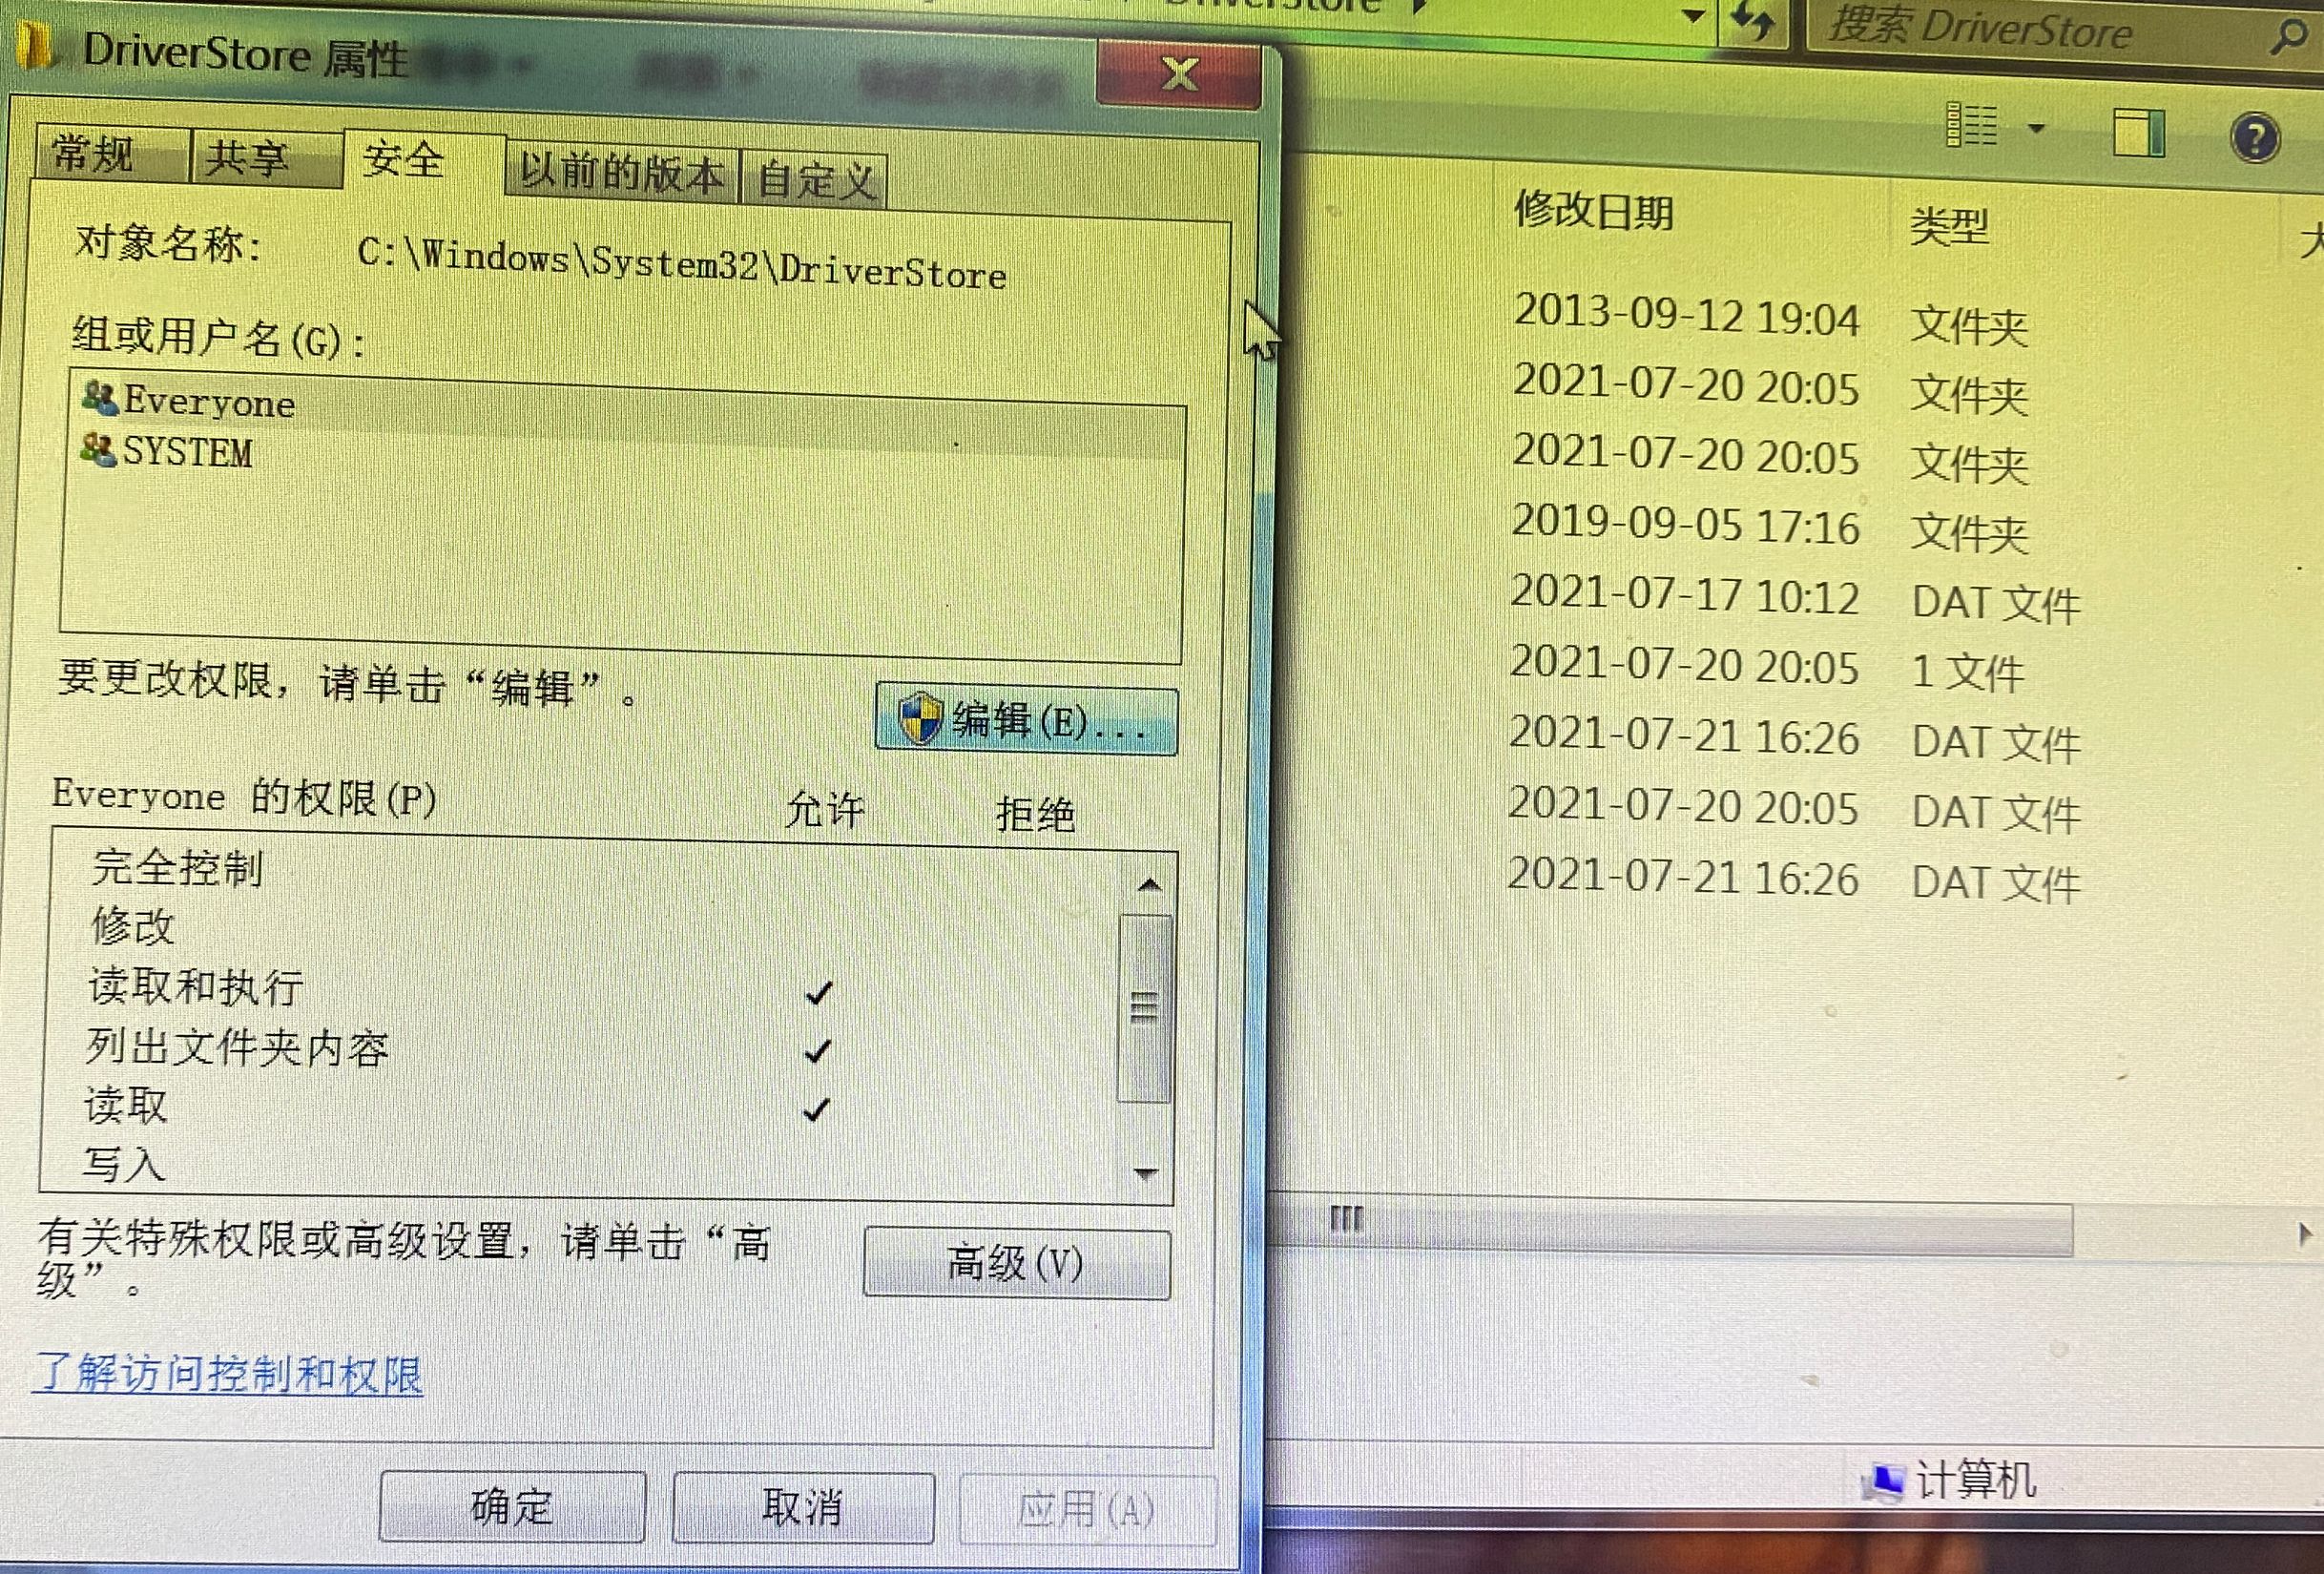 DriverStore
搜索 DriverStore
DriverStore 属性
常规 共享 安全 以前的版本 自定义
对象名称: C:\Windows\System32\DriverStore
组或用户名(G):
Everyone
SYSTEM
要更改权限，请单击“编辑”。
编辑(E)...
Everyone 的权限(P) 允许 拒绝
完全控制
修改
读取和执行
列出文件夹内容
读取
写入
有关特殊权限或高级设置，请单击“高
级”。
高级(V)
了解访问控制和权限
确定 取消 应用(A)
修改日期 类型
2013-09-12 19:04 文件夹
2021-07-20 20:05 文件夹
2021-07-20 20:05 文件夹
2019-09-05 17:16 文件夹
2021-07-17 10:12 DAT 文件
2021-07-20 20:05 1 文件
2021-07-21 16:26 DAT 文件
2021-07-20 20:05 DAT 文件
2021-07-21 16:26 DAT 文件
计算机